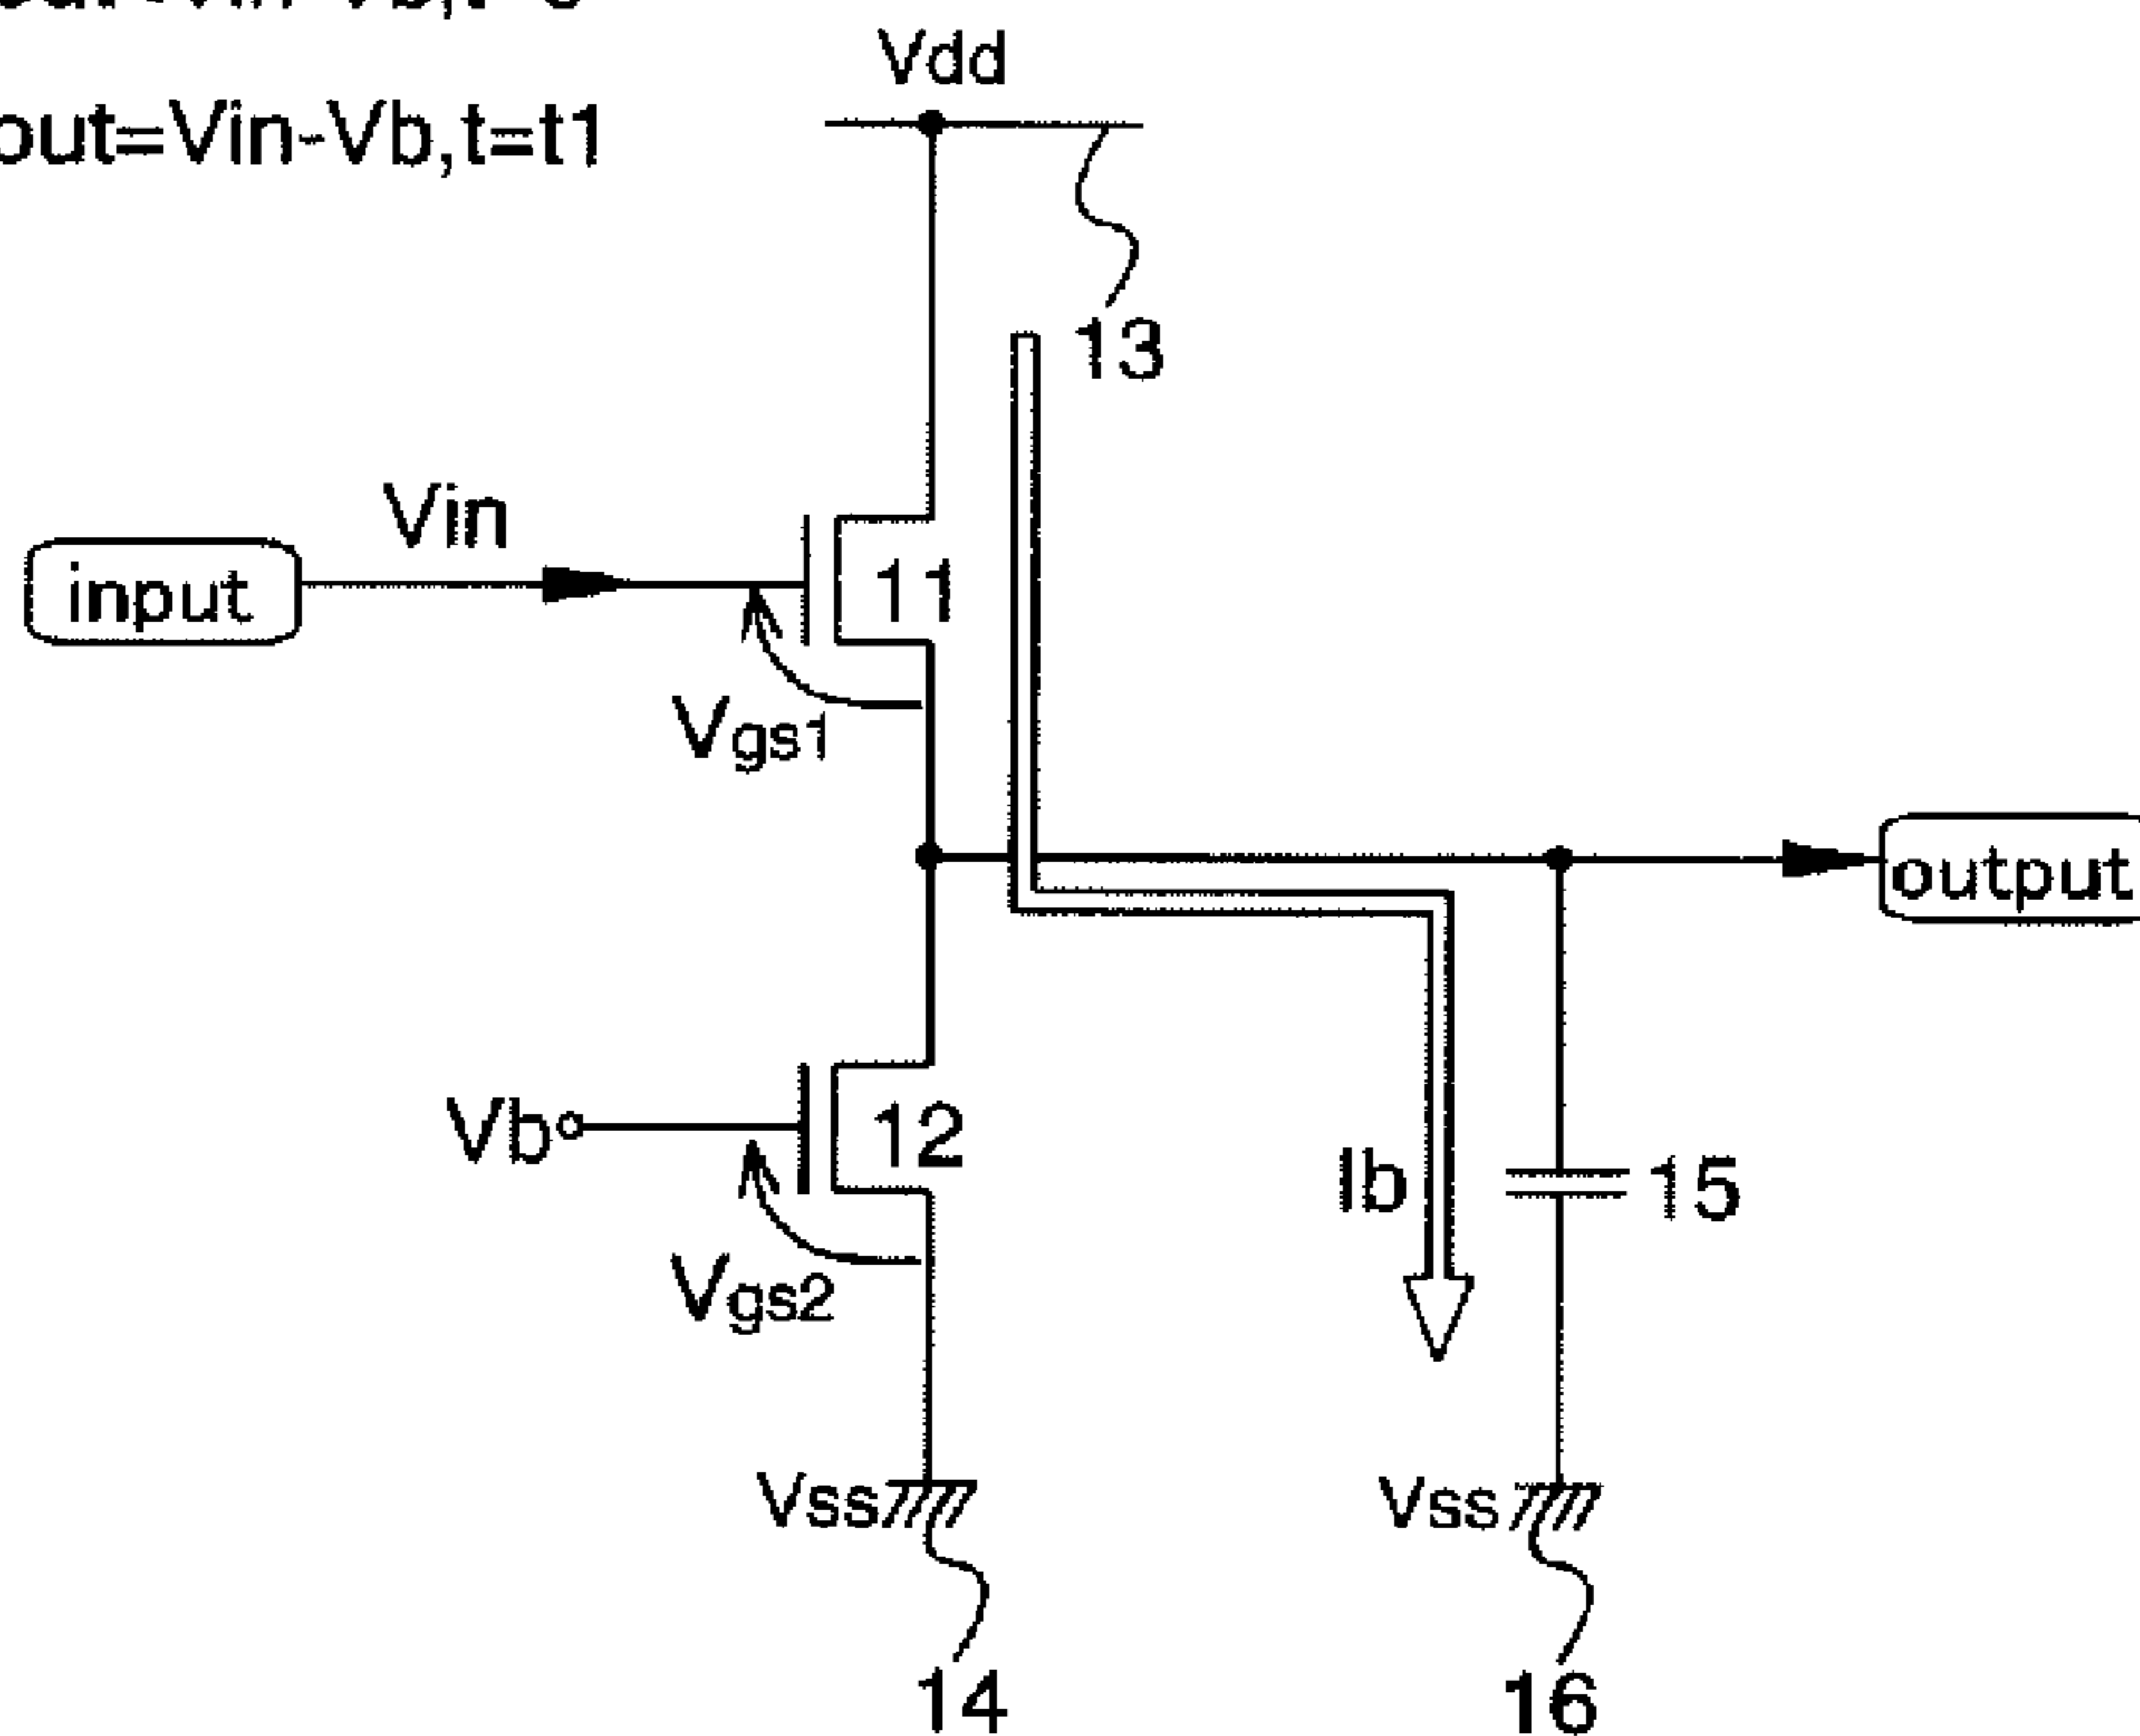 Vdd
out=Vin-Vb,t=t1
13
Vin
input
11
Vgs1
output
Vb
12
Ib
15
Vgs2
Vss
Vss
14
16